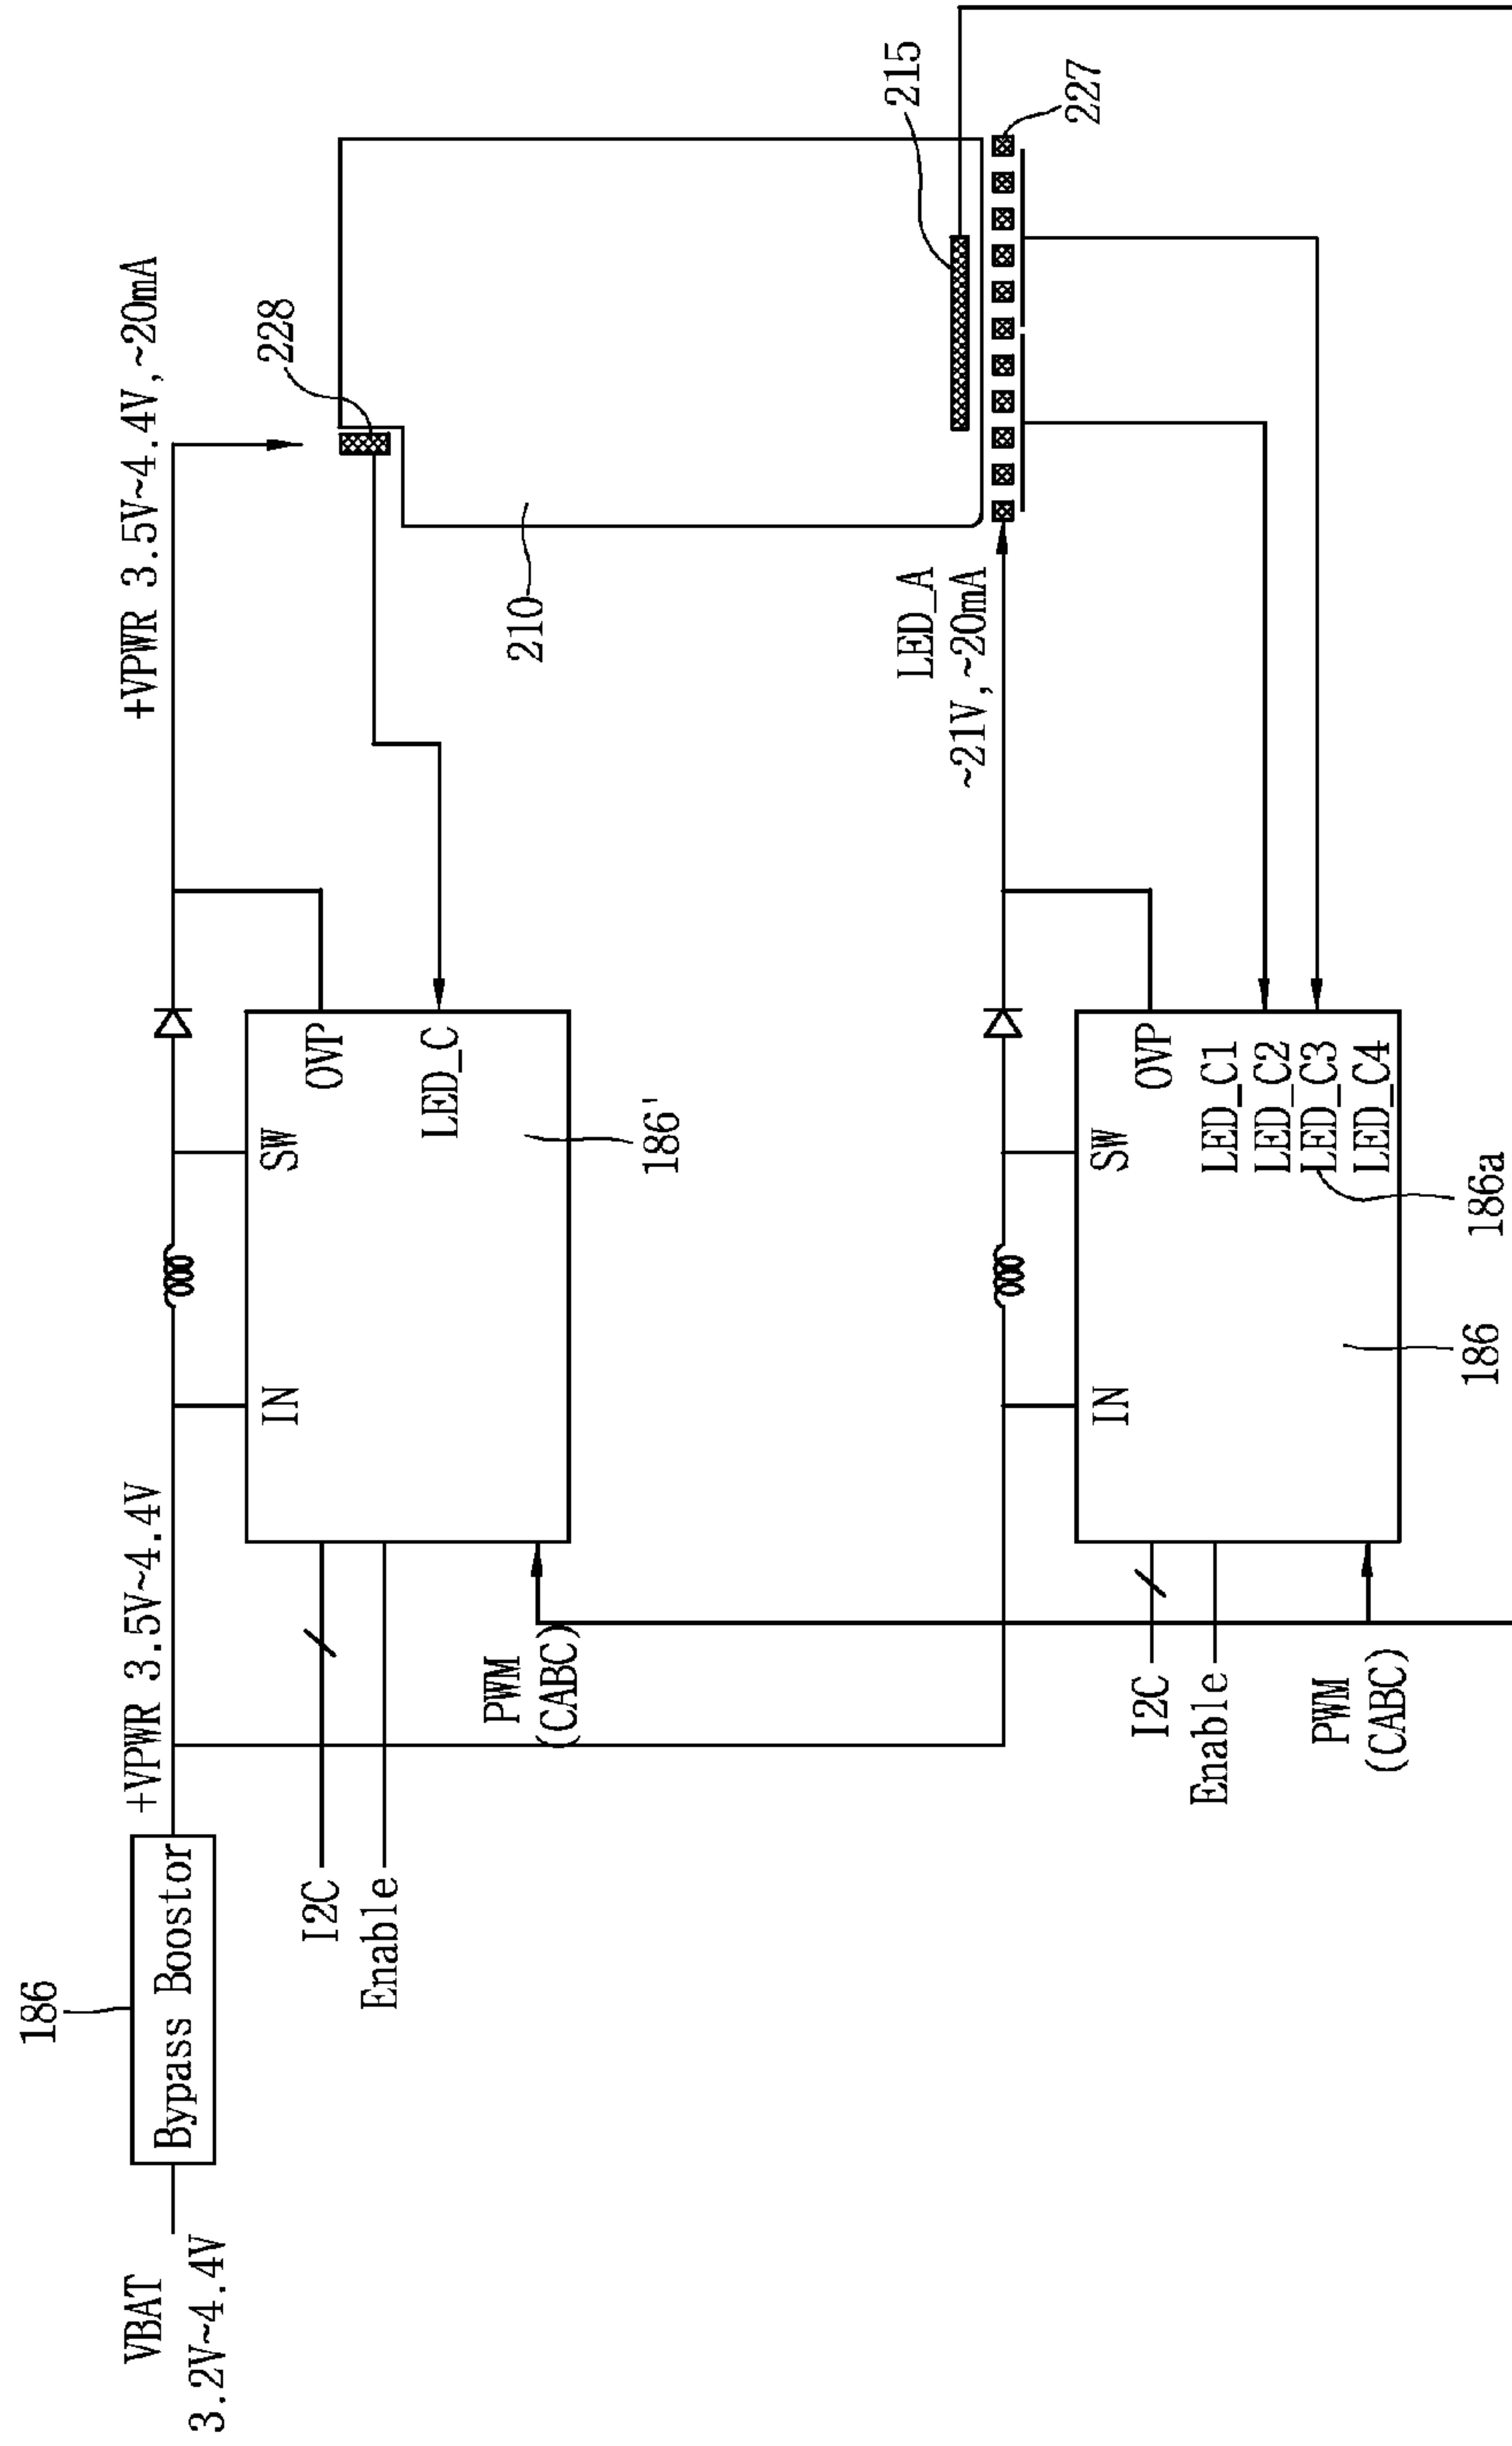 186
VBAT
3.2V~4.4V
Bypass Boostor
+VPWR 3.5V~4.4V
+VPWR 3.5V~4.4V,~20mA
I2C
Enable
PWM
(CABC)
IN
SW
OVP
LED_C
186'
228
210
215
227
LED_A
~21V,~20mA
I2C
Enable
PWM
(CABC)
IN
SW
OVP
LED_C1
LED_C2
LED_C3
LED_C4
186
186a